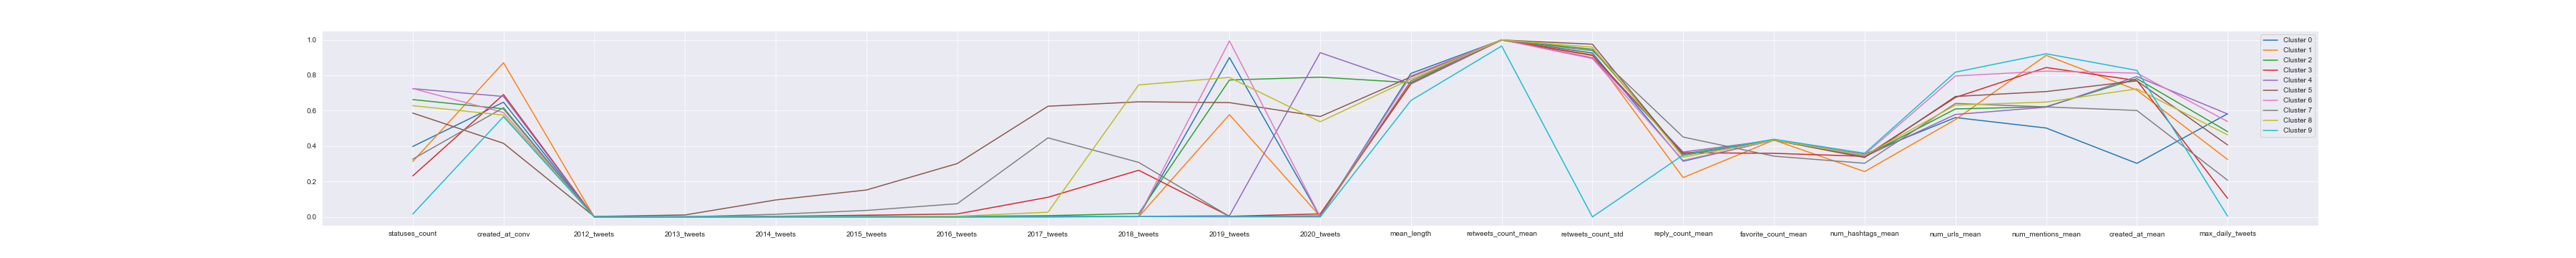 1.0
0.8
0.6
0.4
0.2
0.0
statuses_count created_at_conv 2012_tweets 2013_tweets 2014_tweets 2015_tweets 2016_tweets 2017_tweets 2018_tweets 2019_tweets 2020_tweets mean_length retweets_count_mean retweets_count_std reply_count_mean favorite_count_mean num_hashtags_mean num_urls_mean num_mentions_mean created_at_mean max_daily_tweets
Cluster 0
Cluster 1
Cluster 2
Cluster 3
Cluster 4
Cluster 5
Cluster 6
Cluster 7
Cluster 8
Cluster 9